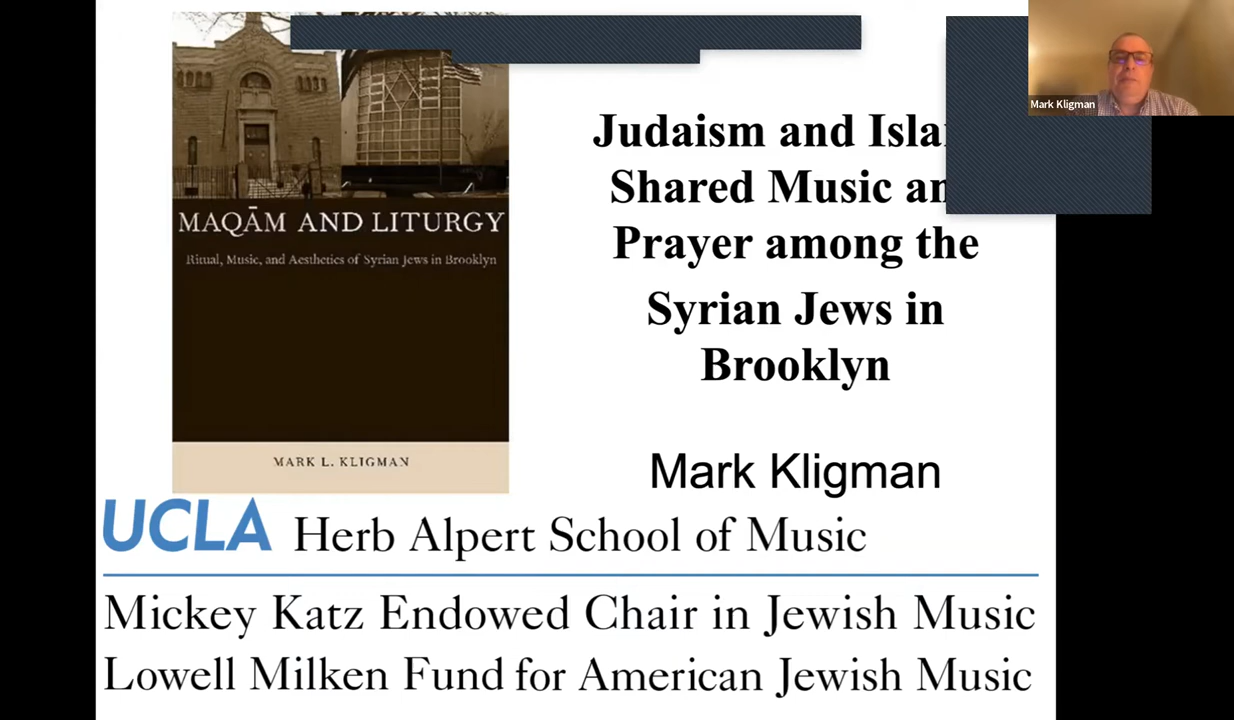 MAQĀM AND LITURGY
Ritual, Music, and Aesthetics of Syrian Jews in Brooklyn
MARK L. KLIGMAN
Judaism and Isla
Shared Music an
Prayer among the
Syrian Jews in
Brooklyn
Mark Kligman
Mark Kligman
UCLA Herb Alpert School of Music
Mickey Katz Endowed Chair in Jewish Music
Lowell Milken Fund for American Jewish Music